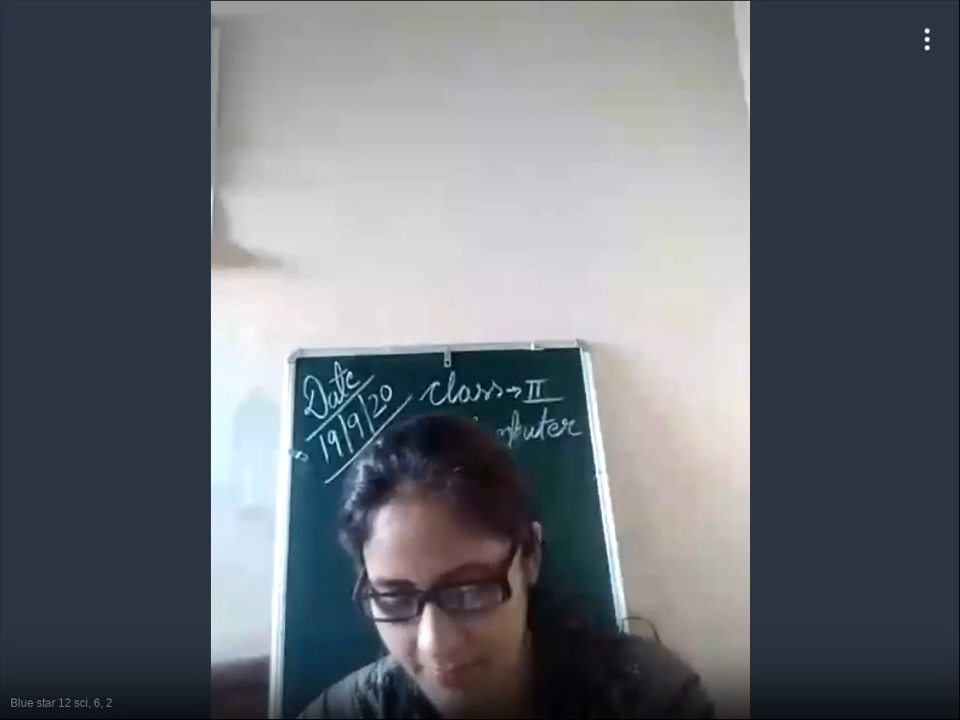 Date
19/9/20
class → II
Blue star 12 sci, 6, 2